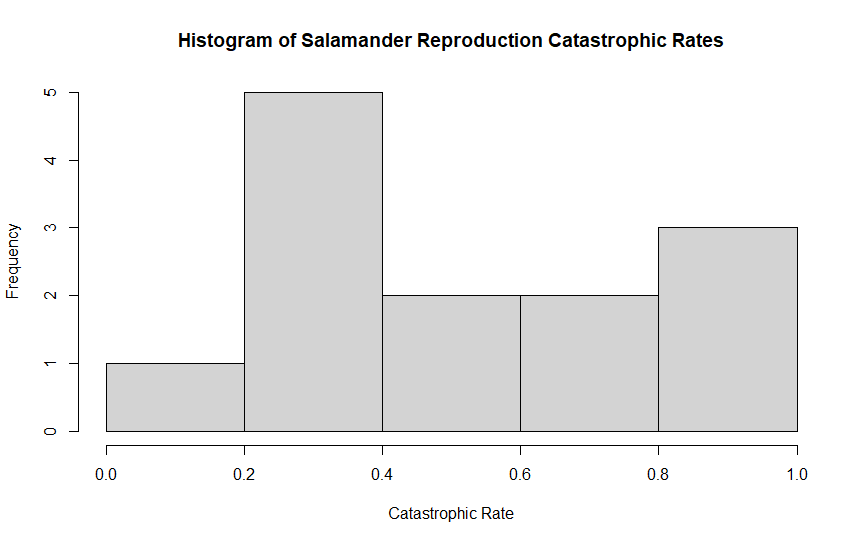 Histogram of Salamander Reproduction Catastrophic Rates
Frequency
5
4
3
2
1
0
0.0 0.2 0.4 0.6 0.8 1.0
Catastrophic Rate